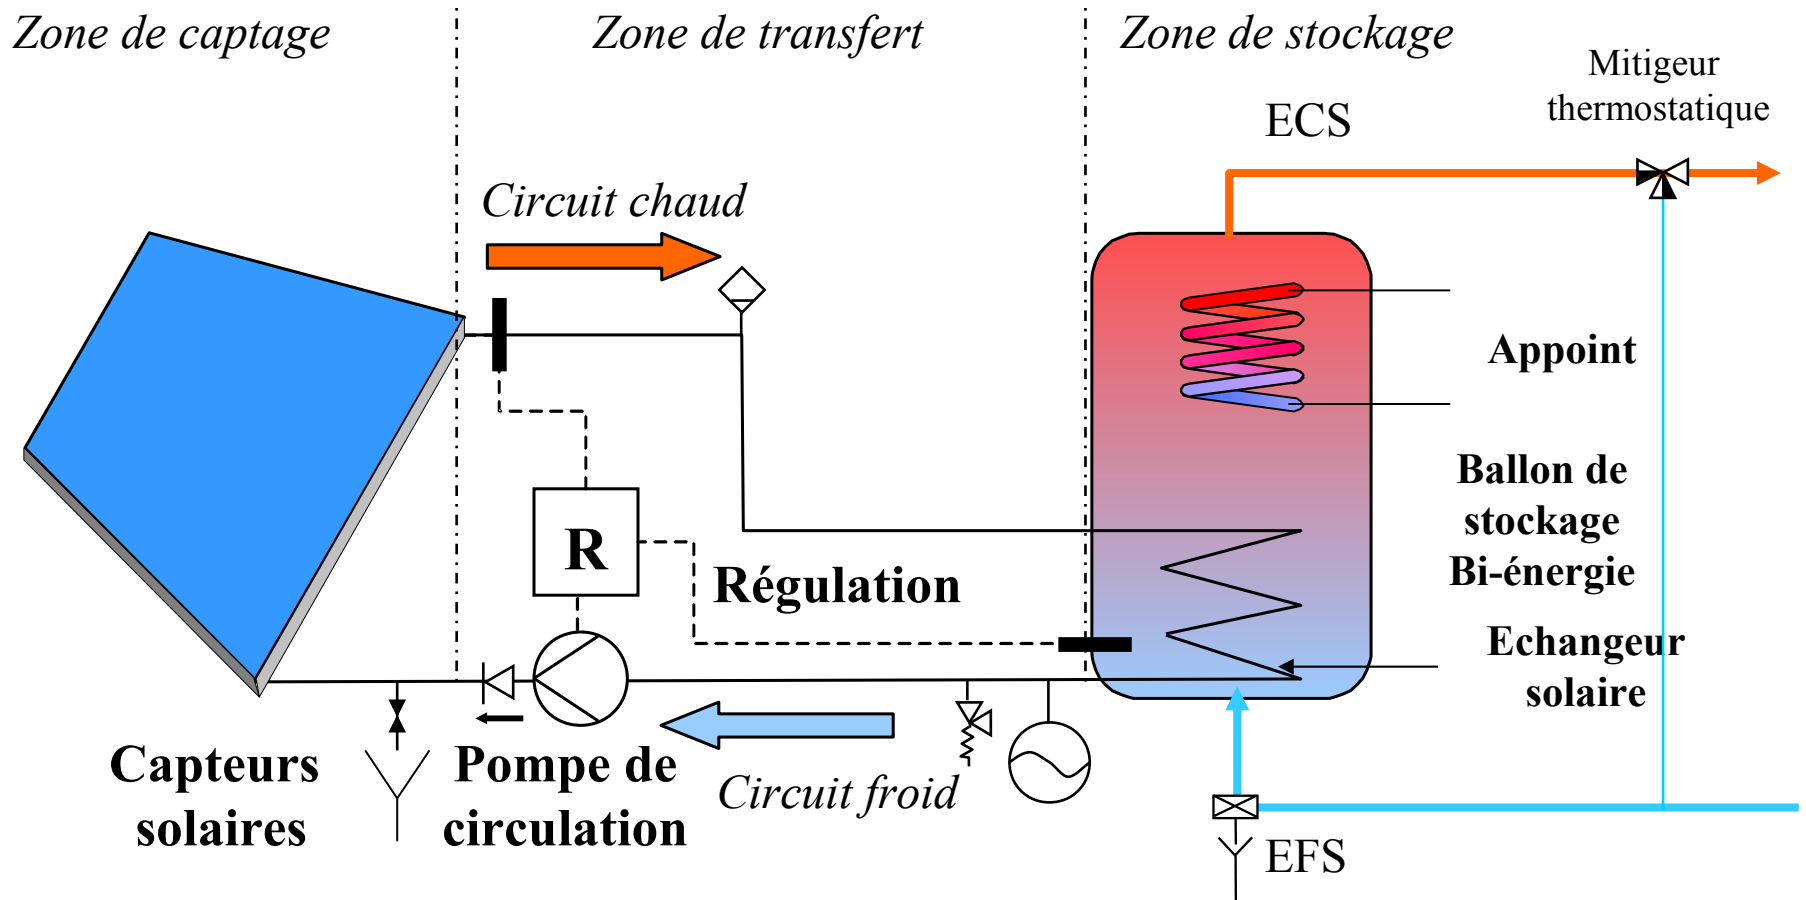 Zone de captage
Zone de transfert
Zone de stockage
Mitigeur
thermostatique
ECS
Circuit chaud
Appoint
Ballon de
stockage
Bi-énergie
R
Régulation
Echangeur
solaire
Capteurs
solaires
Pompe de
circulation
Circuit froid
EFS